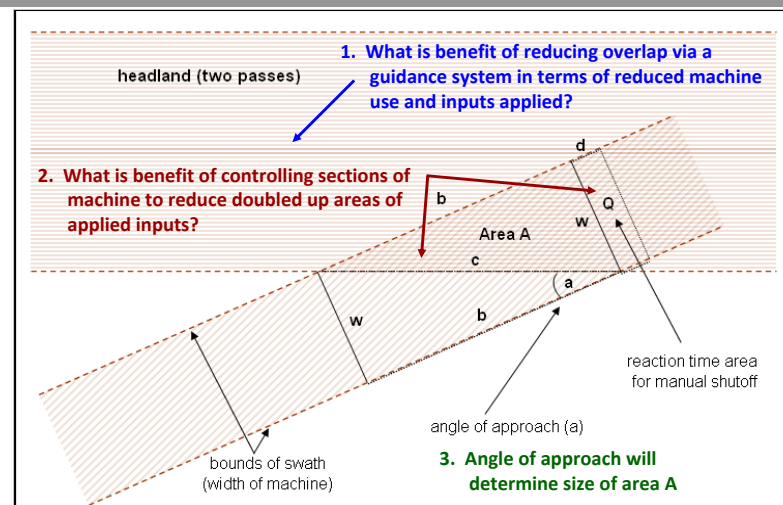 headland (two passes)
1. What is benefit of reducing overlap via a
guidance system in terms of reduced machine
use and inputs applied?
2. What is benefit of controlling sections of
machine to reduce doubled up areas of
applied inputs?
d
b
Q
w
Area A
c
a
w
b
reaction time area
for manual shutoff
angle of approach (a)
bounds of swath
(width of machine)
3. Angle of approach will
determine size of area A